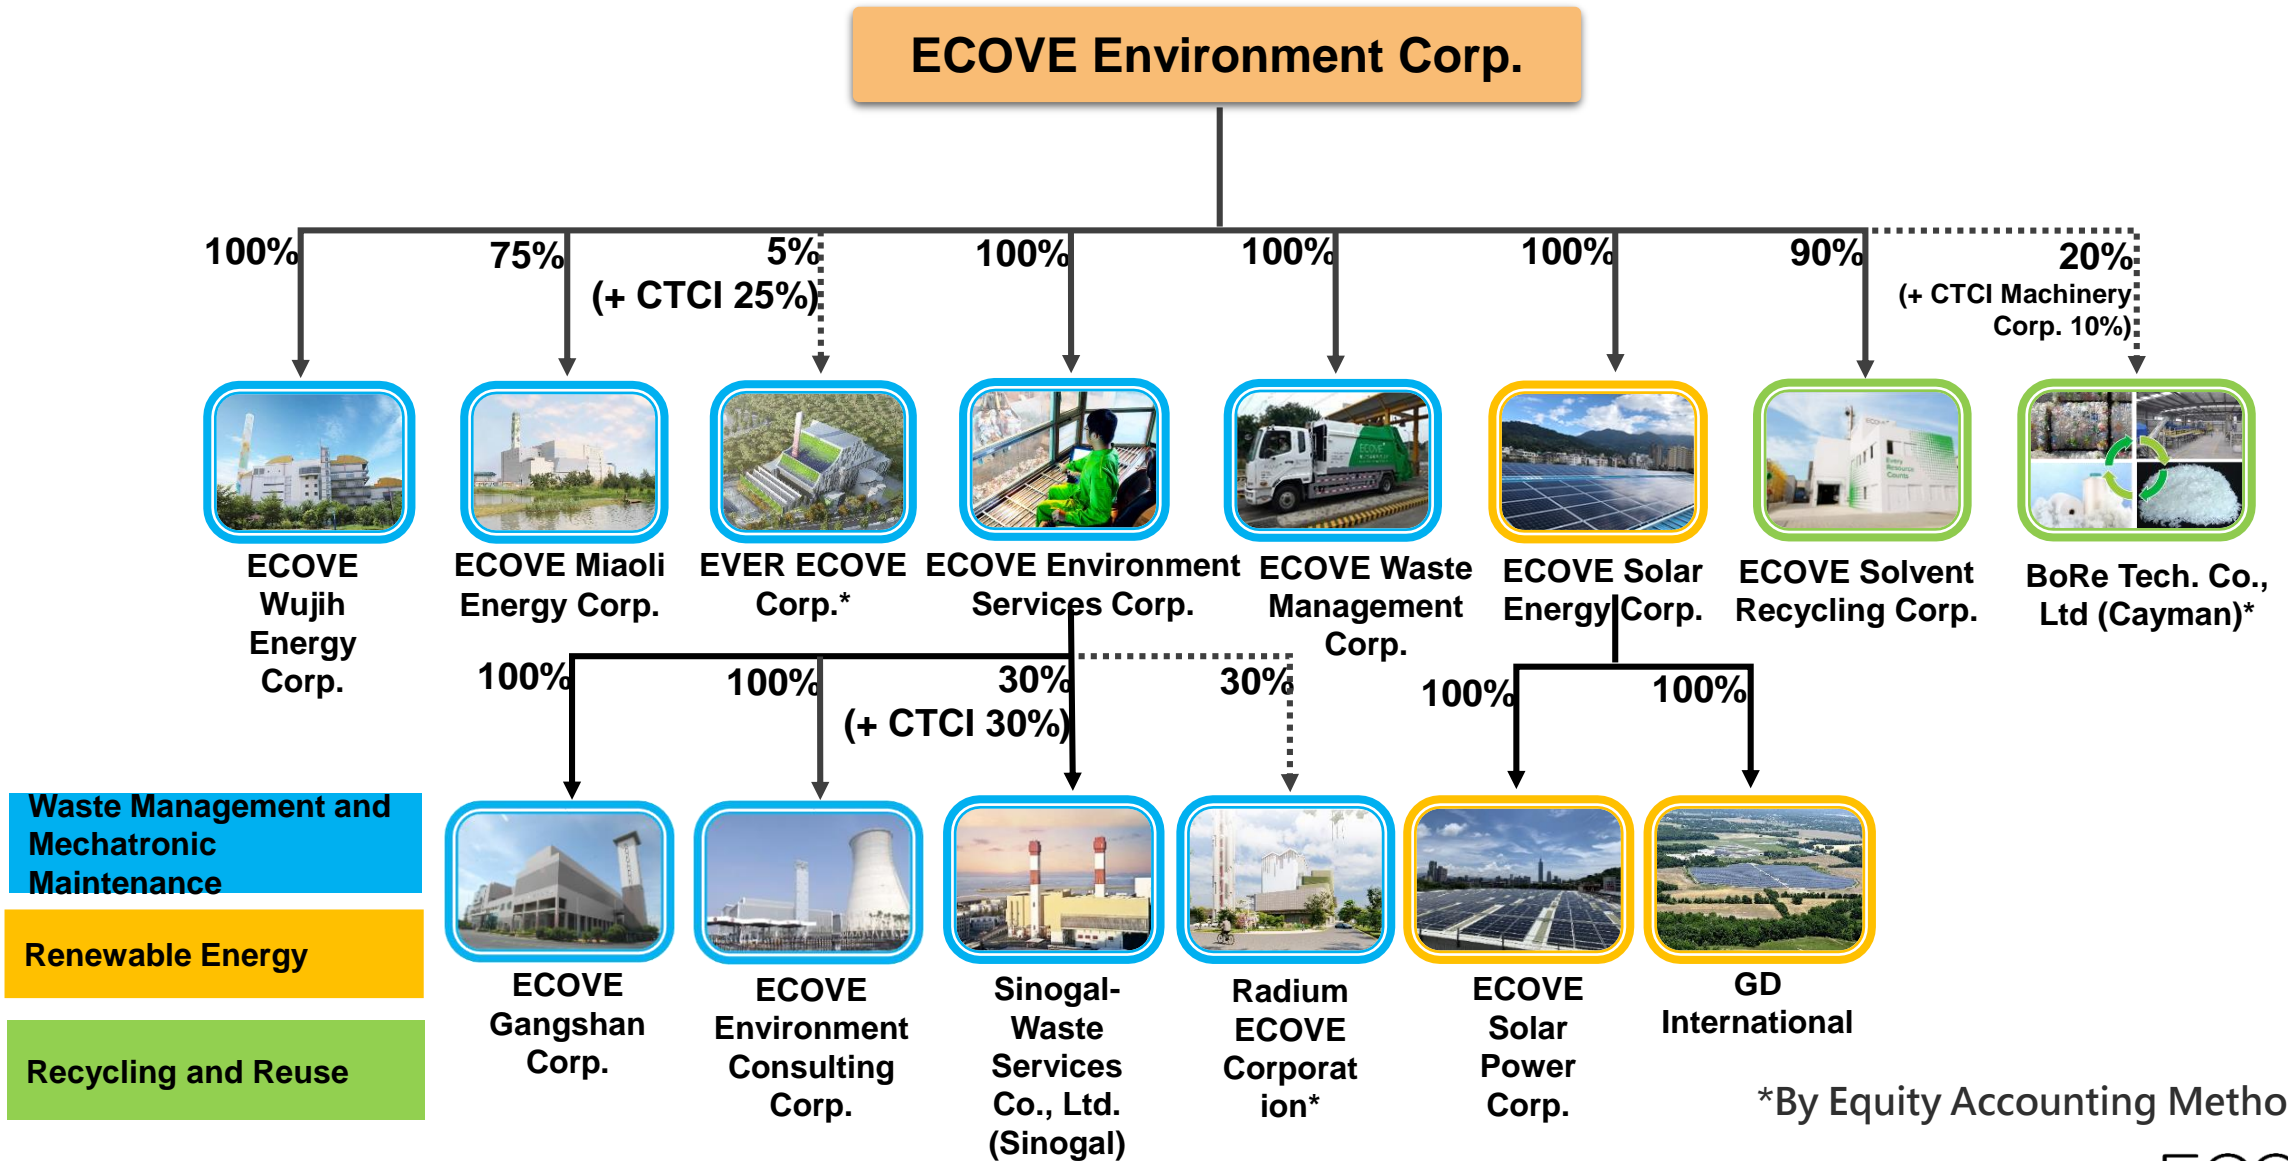 ECOVE Environment Corp.
100%
75%
5%
(+ CTCI 25%)
100%
100%
100%
90%
20%
(+ CTCI Machinery
Corp. 10%)
ECOVE
Wujih
Energy
Corp.
ECOVE Miaoli
Energy Corp.
EVER ECOVE
Corp.*
ECOVE Environment
Services Corp.
ECOVE Waste
Management
Corp.
ECOVE Solar
Energy Corp.
ECOVE
Every
Resource
Counts
ECOVE Solvent
Recycling Corp.
BoRe Tech. Co.,
Ltd (Cayman)*
100%
100%
30%
(+ CTCI 30%)
30%
100%
100%
Waste Management and
Mechatronic
Maintenance
Renewable Energy
Recycling and Reuse
ECOVE
Gangshan
Corp.
ECOVE
Environment
Consulting
Corp.
Sinogal-
Waste
Services
Co., Ltd.
(Sinogal)
Radium
ECOVE
Corporat
ion*
ECOVE
Solar
Power
Corp.
GD
International
*By Equity Accounting Metho